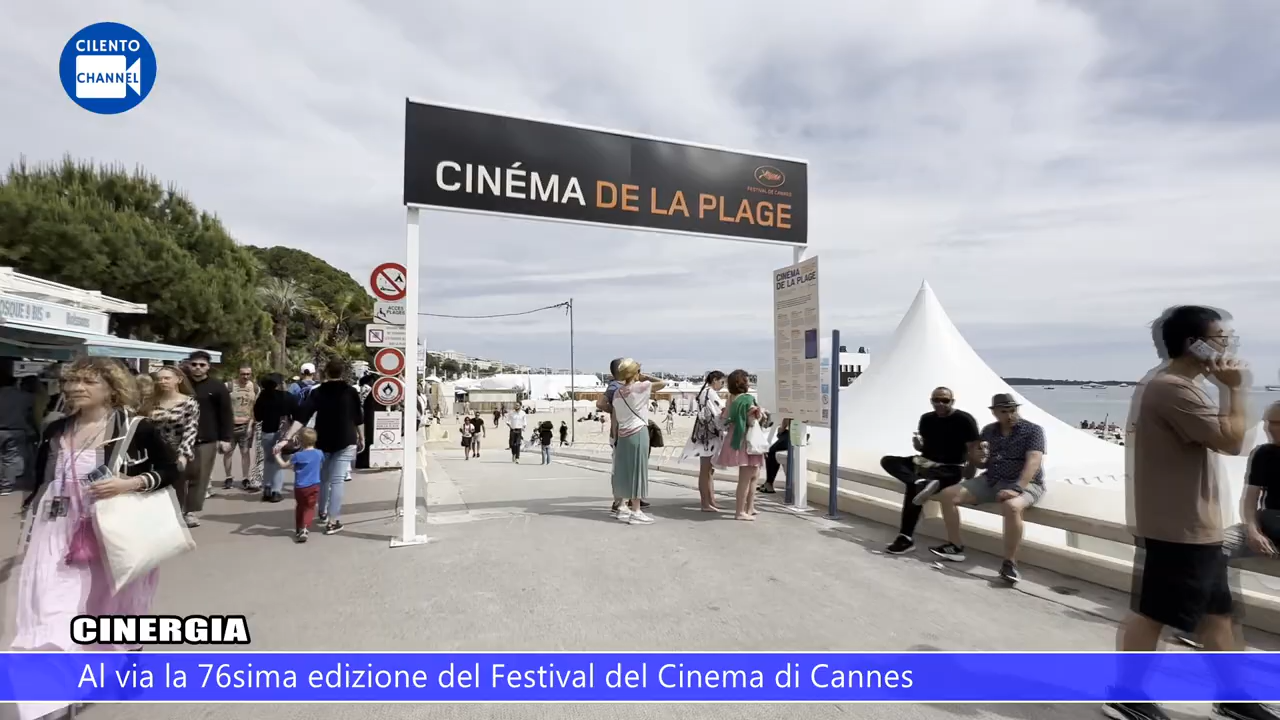 CILENTO
CHANNEL
CINÉMA DE LA PLAGE
FESTIVAL DE CANNES
CINEMA
DE LA PLAGE
ACCES
PLAGE
CINERGIA
Al via la 76sima edizione del Festival del Cinema di Cannes